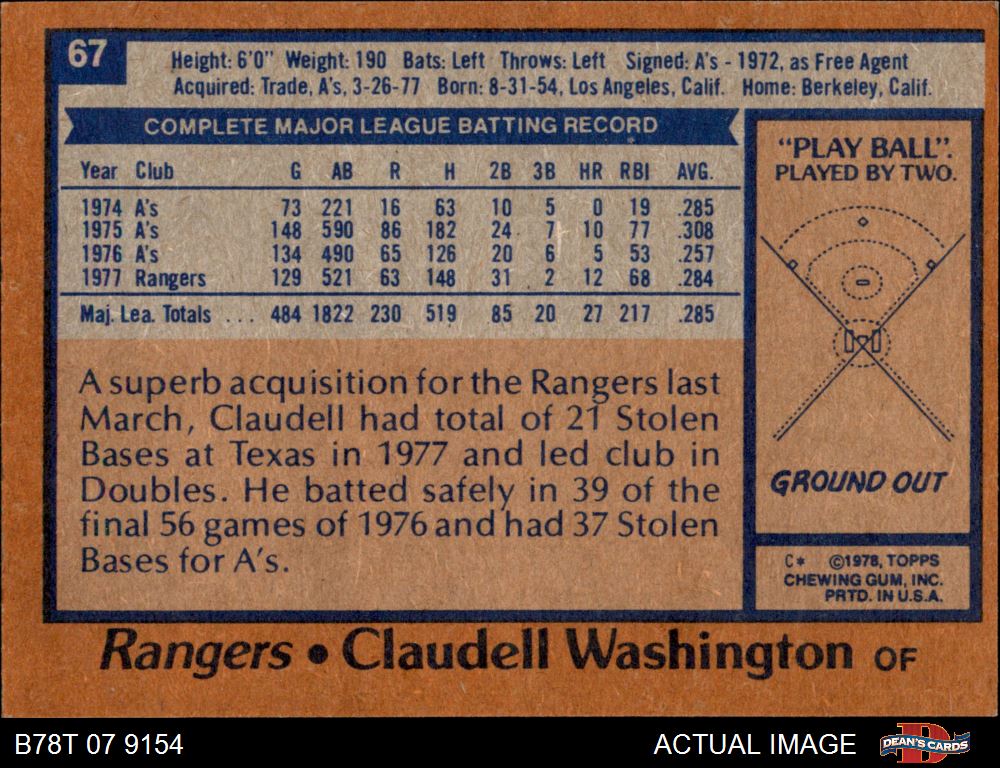 67
Height: 6'0" Weight: 190 Bats: Left Throws: Left Signed: A's - 1972, as Free Agent
Acquired: Trade, A's, 3-26-77 Born: 8-31-54, Los Angeles, Calif. Home: Berkeley, Calif.
COMPLETE MAJOR LEAGUE BATTING RECORD
Year Club G AB R H 2B 3B HR RBI AVG.
1974 A's 73 221 16 63 10 5 0 19 .285
1975 A's 148 590 86 182 24 7 10 77 .308
1976 A's 134 490 65 126 20 6 5 53 .257
1977 Rangers 129 521 63 148 31 2 12 68 .284
Maj. Lea. Totals ... 484 1822 230 519 85 20 27 217 .285
A superb acquisition for the Rangers last
March, Claudell had total of 21 Stolen
Bases at Texas in 1977 and led club in
Doubles. He batted safely in 39 of the
final 56 games of 1976 and had 37 Stolen
Bases for A's.
"PLAY BALL".
PLAYED BY TWO.
GROUND OUT
C* ©1978, TOPPS
CHEWING GUM, INC.
PRTD. IN U.S.A.
Rangers • Claudell Washington OF
B78T 07 9154
ACTUAL IMAGE
DEAN'S CARDS